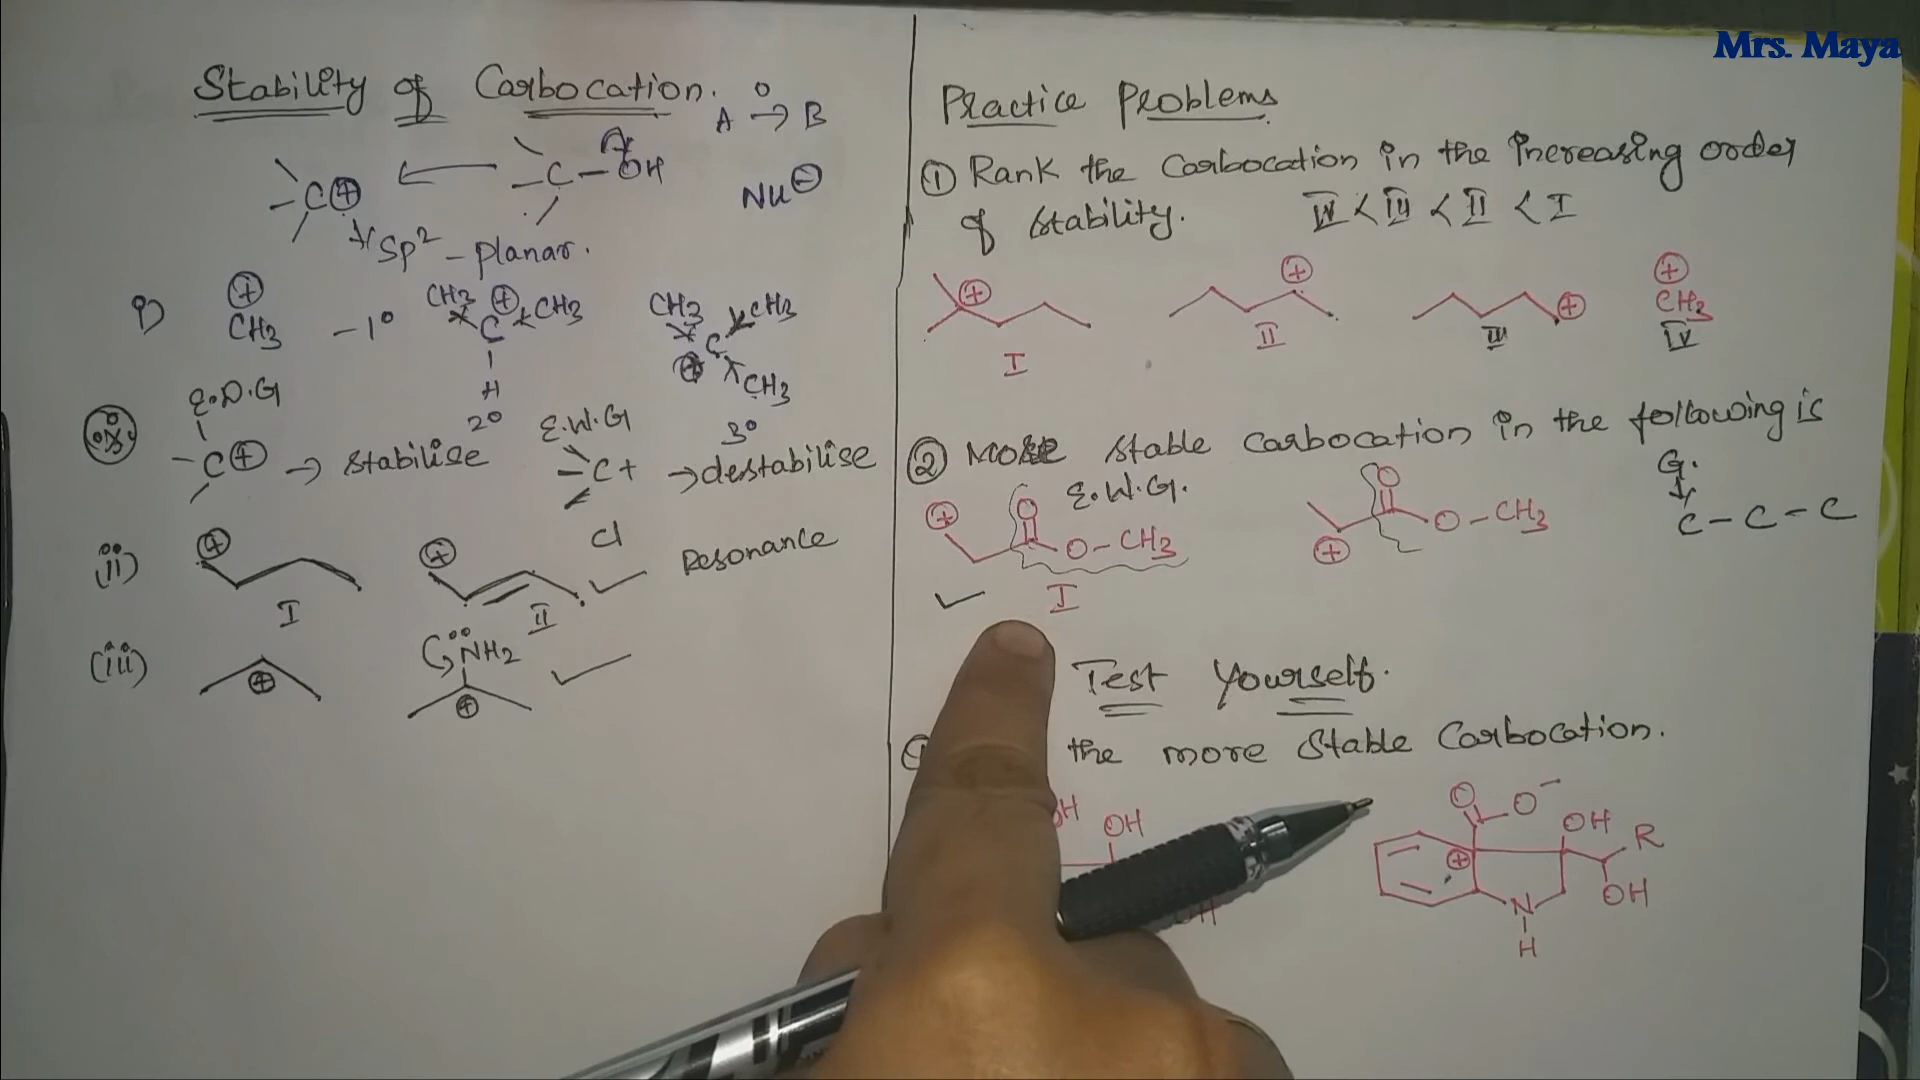 Mrs. Maya
Stability of Carbocation.
A → B
C⊕ ← C-OH
Nu⊖
Sp² - planar.
i) ⊕ CH3 - 1°
CH3 ⊕ CH3
C
H
2°
CH3 CH3
⊕ C
CH3
3°
E.D.G
C⊕ → stabilise
E.W.G
C+ → destabilise
(ii) ⊕ I
⊕ II ✓
Cl
Resonance
(iii) ⊕
NH2
⊕ ✓
Practice Problems
① Rank the Carbocation in the increasing order
of stability. IV < III < II < I
⊕ I
⊕ II
⊕ III
⊕ CH3 IV
② More stable carbocation in the following is
⊕ O O-CH3 E.W.G.
✓ I
⊕ O O-CH3
G.
C-C-C
Test Yourself.
the more Stable Carbocation.
OH
O O⁻
⊕ OH R
OH
N
H